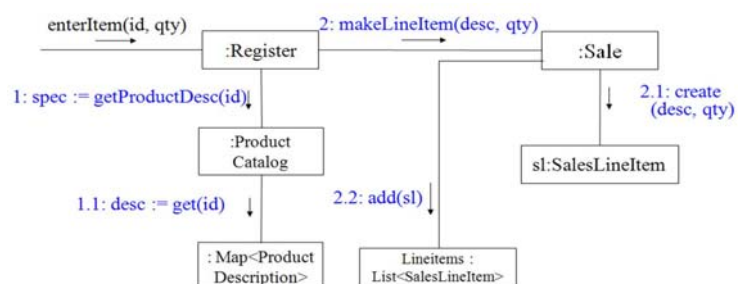 enterItem(id, qty)
2: makeLineItem(desc, qty)
:Register
:Sale
1: spec := getProductDesc(id)
2.1: create
(desc, qty)
:Product
Catalog
sl:SalesLineItem
1.1: desc := get(id)
2.2: add(sl)
: Map<Product
Description>
Lineitems :
List<SalesLineItem>